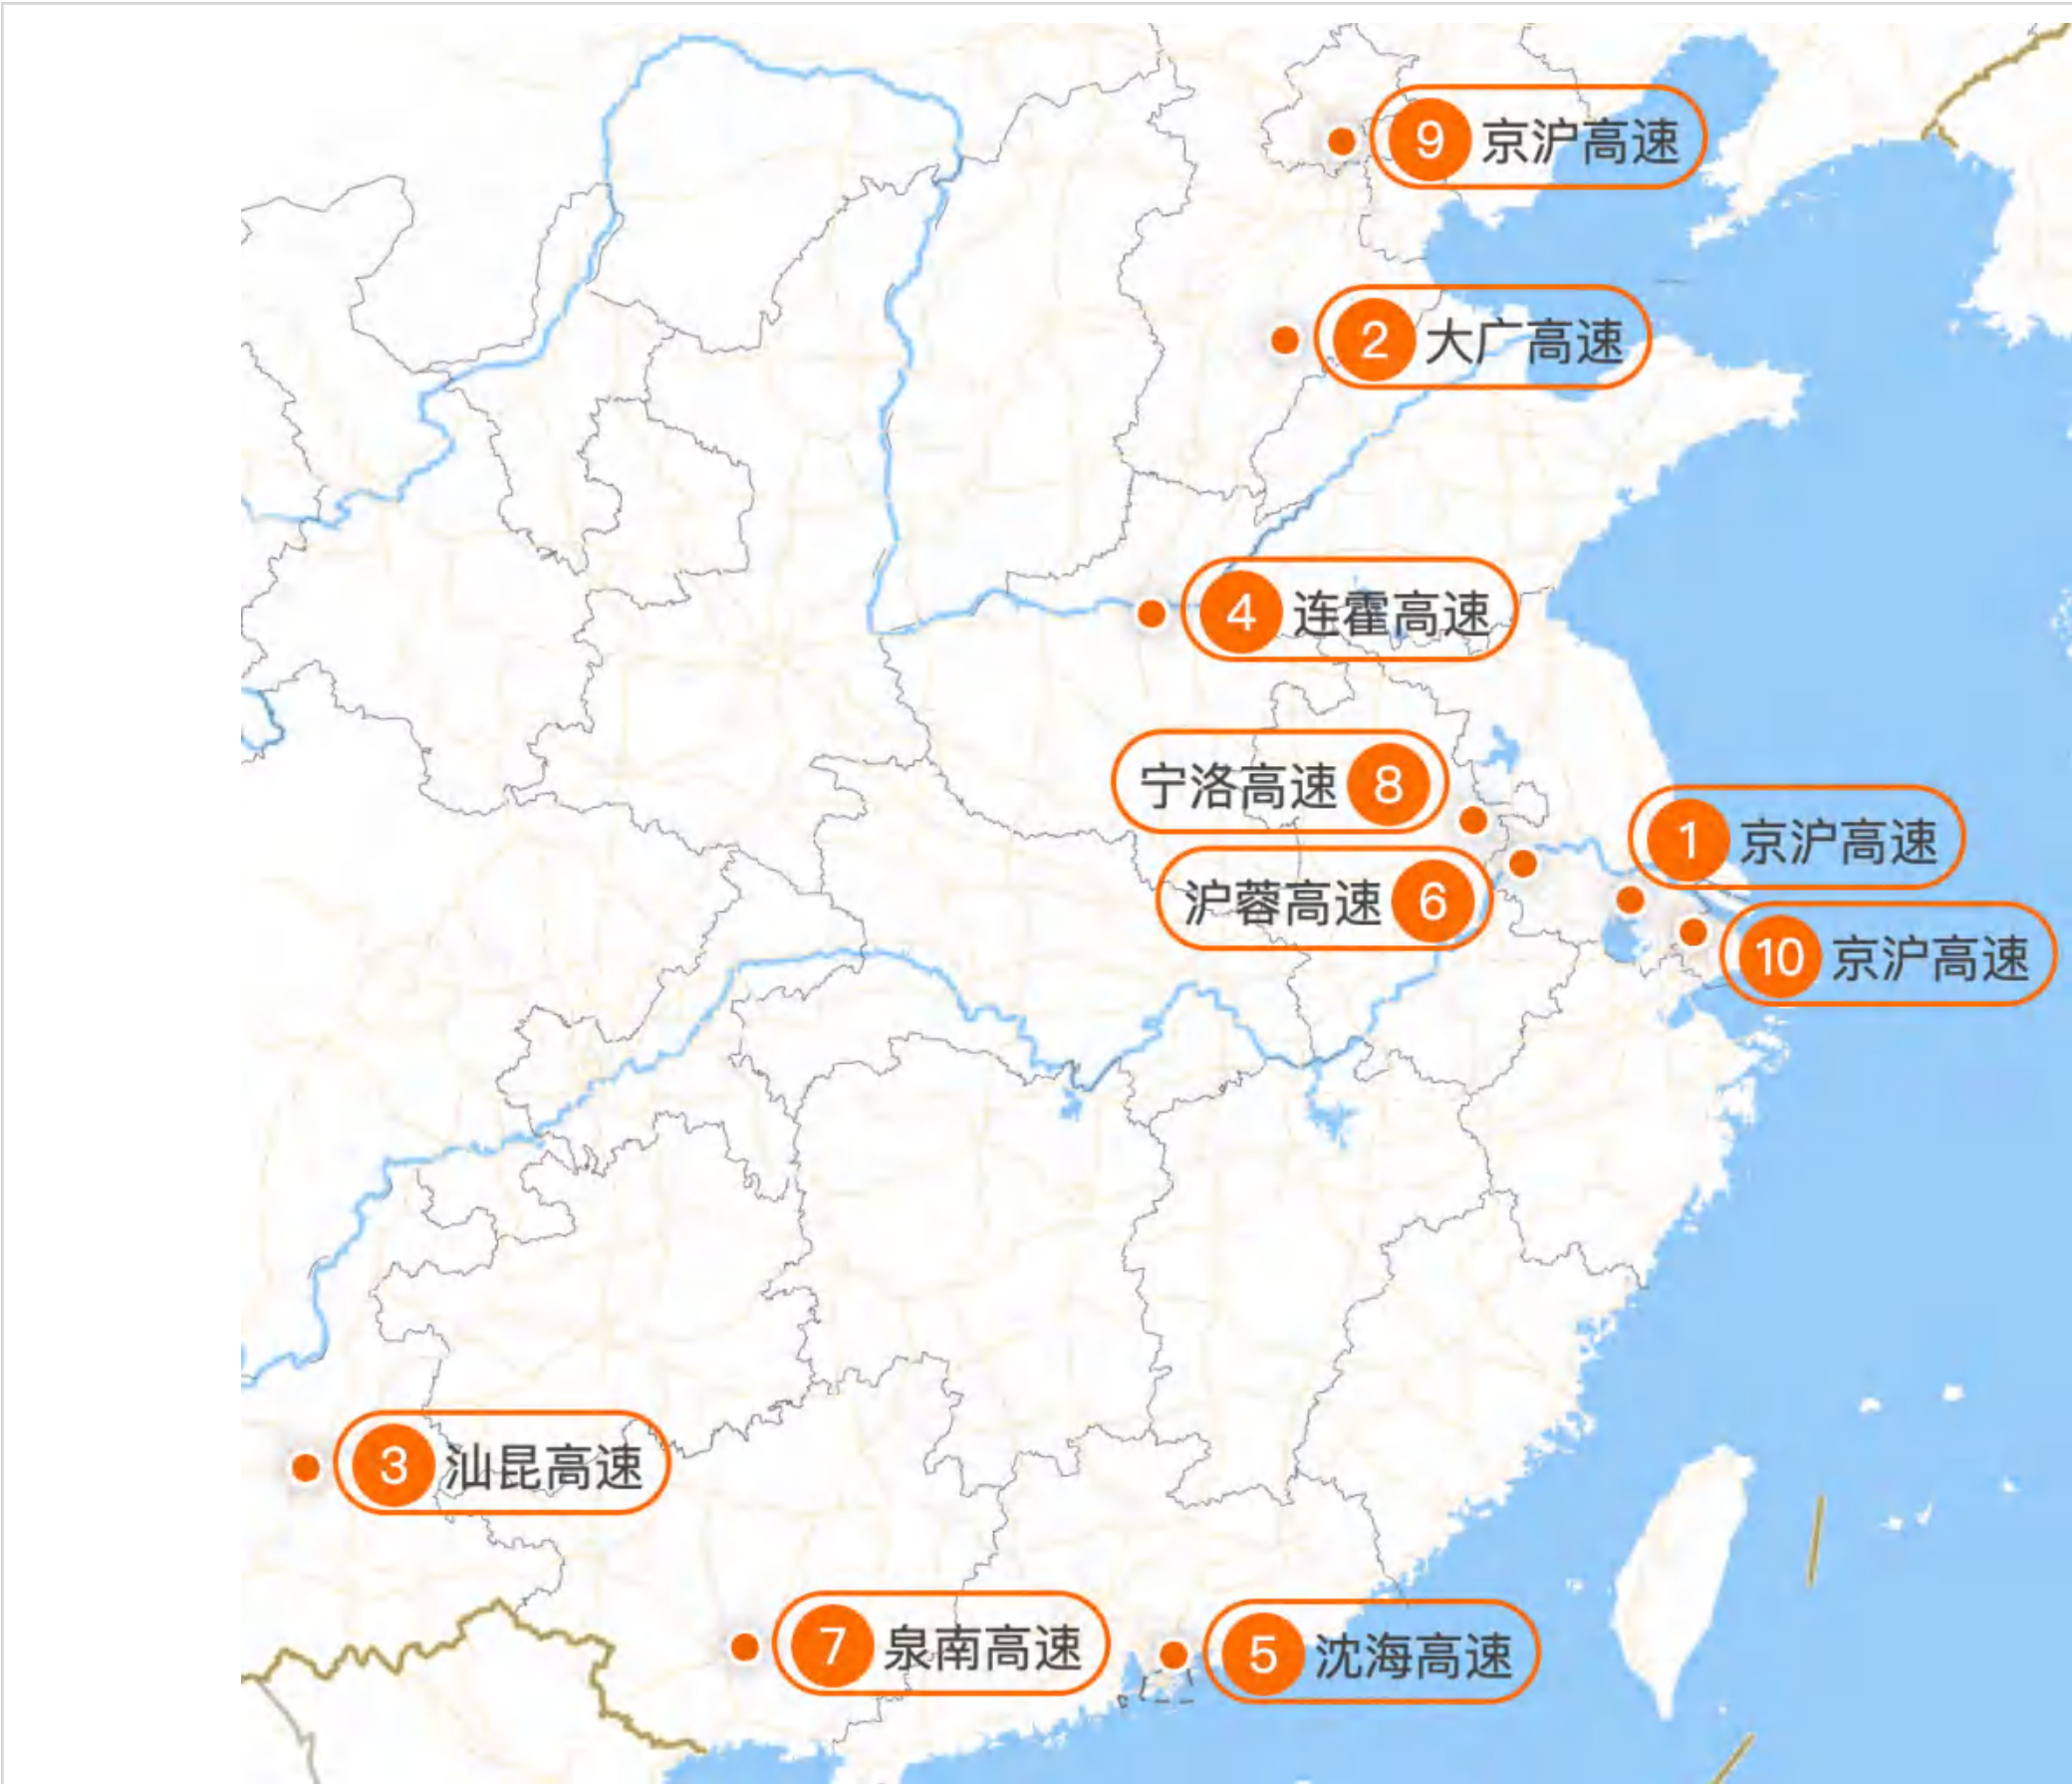 9 京沪高速
2 大广高速
4 连霍高速
宁洛高速 8
1 京沪高速
沪蓉高速 6
10 京沪高速
3 汕昆高速
7 泉南高速
5 沈海高速